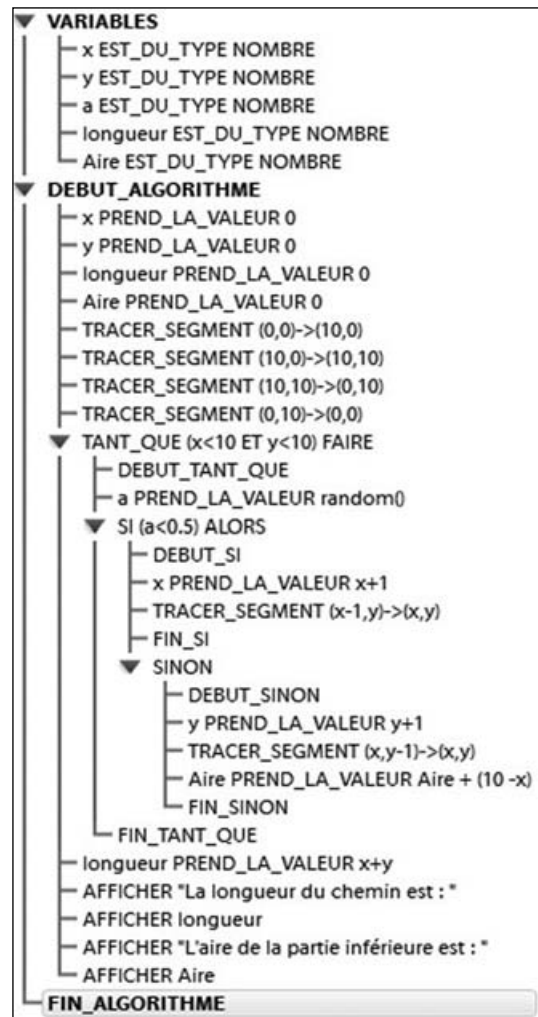 VARIABLES
x EST_DU_TYPE NOMBRE
y EST_DU_TYPE NOMBRE
a EST_DU_TYPE NOMBRE
longueur EST_DU_TYPE NOMBRE
Aire EST_DU_TYPE NOMBRE
DEBUT_ALGORITHME
x PREND_LA_VALEUR 0
y PREND_LA_VALEUR 0
longueur PREND_LA_VALEUR 0
Aire PREND_LA_VALEUR 0
TRACER_SEGMENT (0,0)->(10,0)
TRACER_SEGMENT (10,0)->(10,10)
TRACER_SEGMENT (10,10)->(0,10)
TRACER_SEGMENT (0,10)->(0,0)
TANT_QUE (x<10 ET y<10) FAIRE
DEBUT_TANT_QUE
a PREND_LA_VALEUR random()
SI (a<0.5) ALORS
DEBUT_SI
x PREND_LA_VALEUR x+1
TRACER_SEGMENT (x-1,y)->(x,y)
FIN_SI
SINON
DEBUT_SINON
y PREND_LA_VALEUR y+1
TRACER_SEGMENT (x,y-1)->(x,y)
Aire PREND_LA_VALEUR Aire + (10 -x)
FIN_SINON
FIN_TANT_QUE
longueur PREND_LA_VALEUR x+y
AFFICHER "La longueur du chemin est : "
AFFICHER longueur
AFFICHER "L'aire de la partie inférieure est : "
AFFICHER Aire
FIN_ALGORITHME